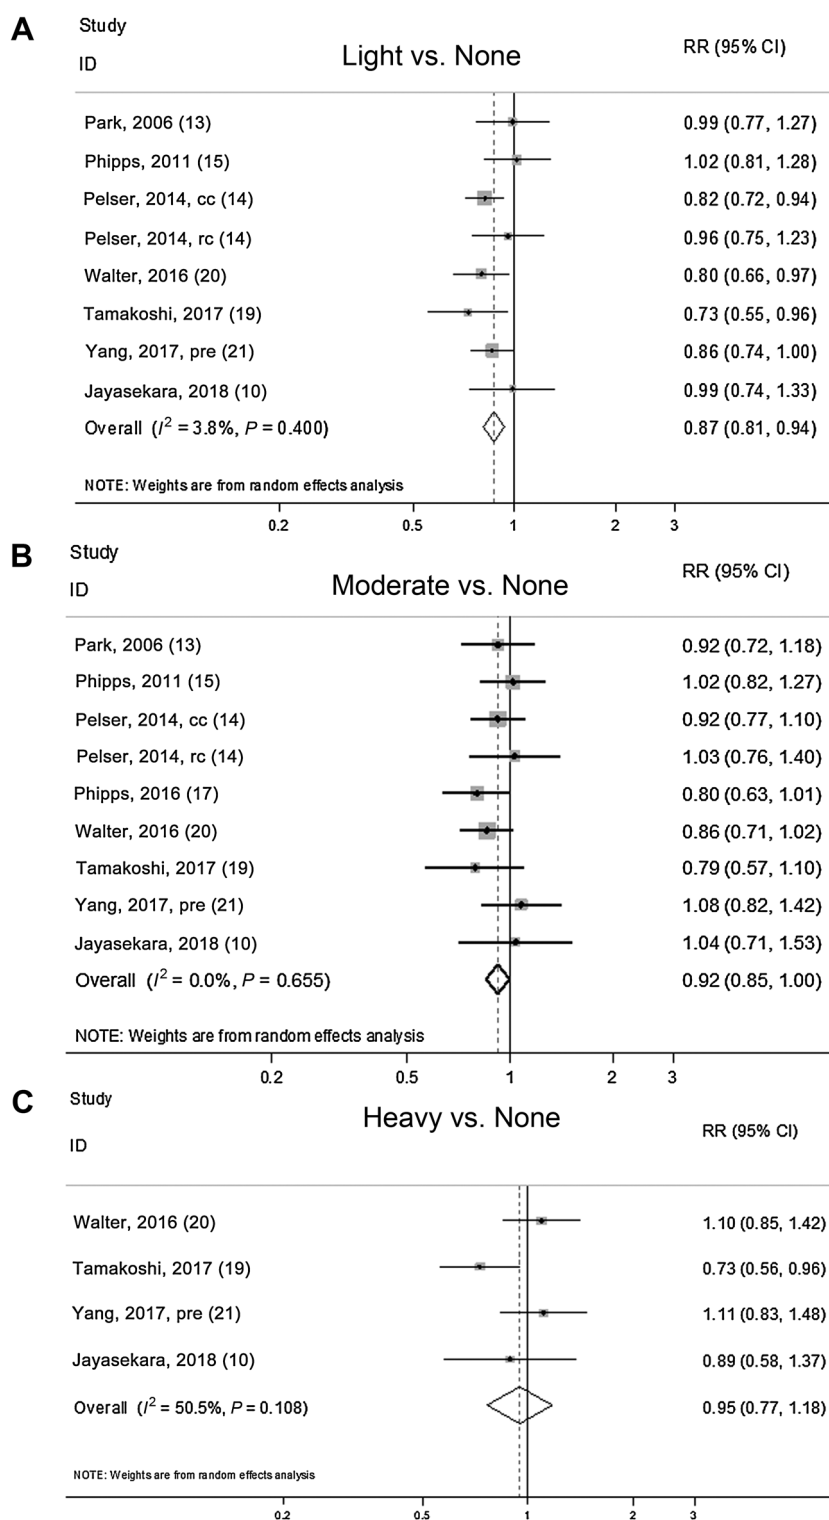 A
Study
ID
Light vs. None
RR (95% CI)
Park, 2006 (13) 0.99 (0.77, 1.27)
Phipps, 2011 (15) 1.02 (0.81, 1.28)
Pelser, 2014, cc (14) 0.82 (0.72, 0.94)
Pelser, 2014, rc (14) 0.96 (0.75, 1.23)
Walter, 2016 (20) 0.80 (0.66, 0.97)
Tamakoshi, 2017 (19) 0.73 (0.55, 0.96)
Yang, 2017, pre (21) 0.86 (0.74, 1.00)
Jayasekara, 2018 (10) 0.99 (0.74, 1.33)
Overall (I² = 3.8%, P = 0.400) 0.87 (0.81, 0.94)
NOTE: Weights are from random effects analysis
0.2 0.5 1 2 3
B
Study
ID
Moderate vs. None
RR (95% CI)
Park, 2006 (13) 0.92 (0.72, 1.18)
Phipps, 2011 (15) 1.02 (0.82, 1.27)
Pelser, 2014, cc (14) 0.92 (0.77, 1.10)
Pelser, 2014, rc (14) 1.03 (0.76, 1.40)
Phipps, 2016 (17) 0.80 (0.63, 1.01)
Walter, 2016 (20) 0.86 (0.71, 1.02)
Tamakoshi, 2017 (19) 0.79 (0.57, 1.10)
Yang, 2017, pre (21) 1.08 (0.82, 1.42)
Jayasekara, 2018 (10) 1.04 (0.71, 1.53)
Overall (I² = 0.0%, P = 0.655) 0.92 (0.85, 1.00)
NOTE: Weights are from random effects analysis
0.2 0.5 1 2 3
C
Study
ID
Heavy vs. None
RR (95% CI)
Walter, 2016 (20) 1.10 (0.85, 1.42)
Tamakoshi, 2017 (19) 0.73 (0.56, 0.96)
Yang, 2017, pre (21) 1.11 (0.83, 1.48)
Jayasekara, 2018 (10) 0.89 (0.58, 1.37)
Overall (I² = 50.5%, P = 0.108) 0.95 (0.77, 1.18)
NOTE: Weights are from random effects analysis
0.2 0.5 1 2 3